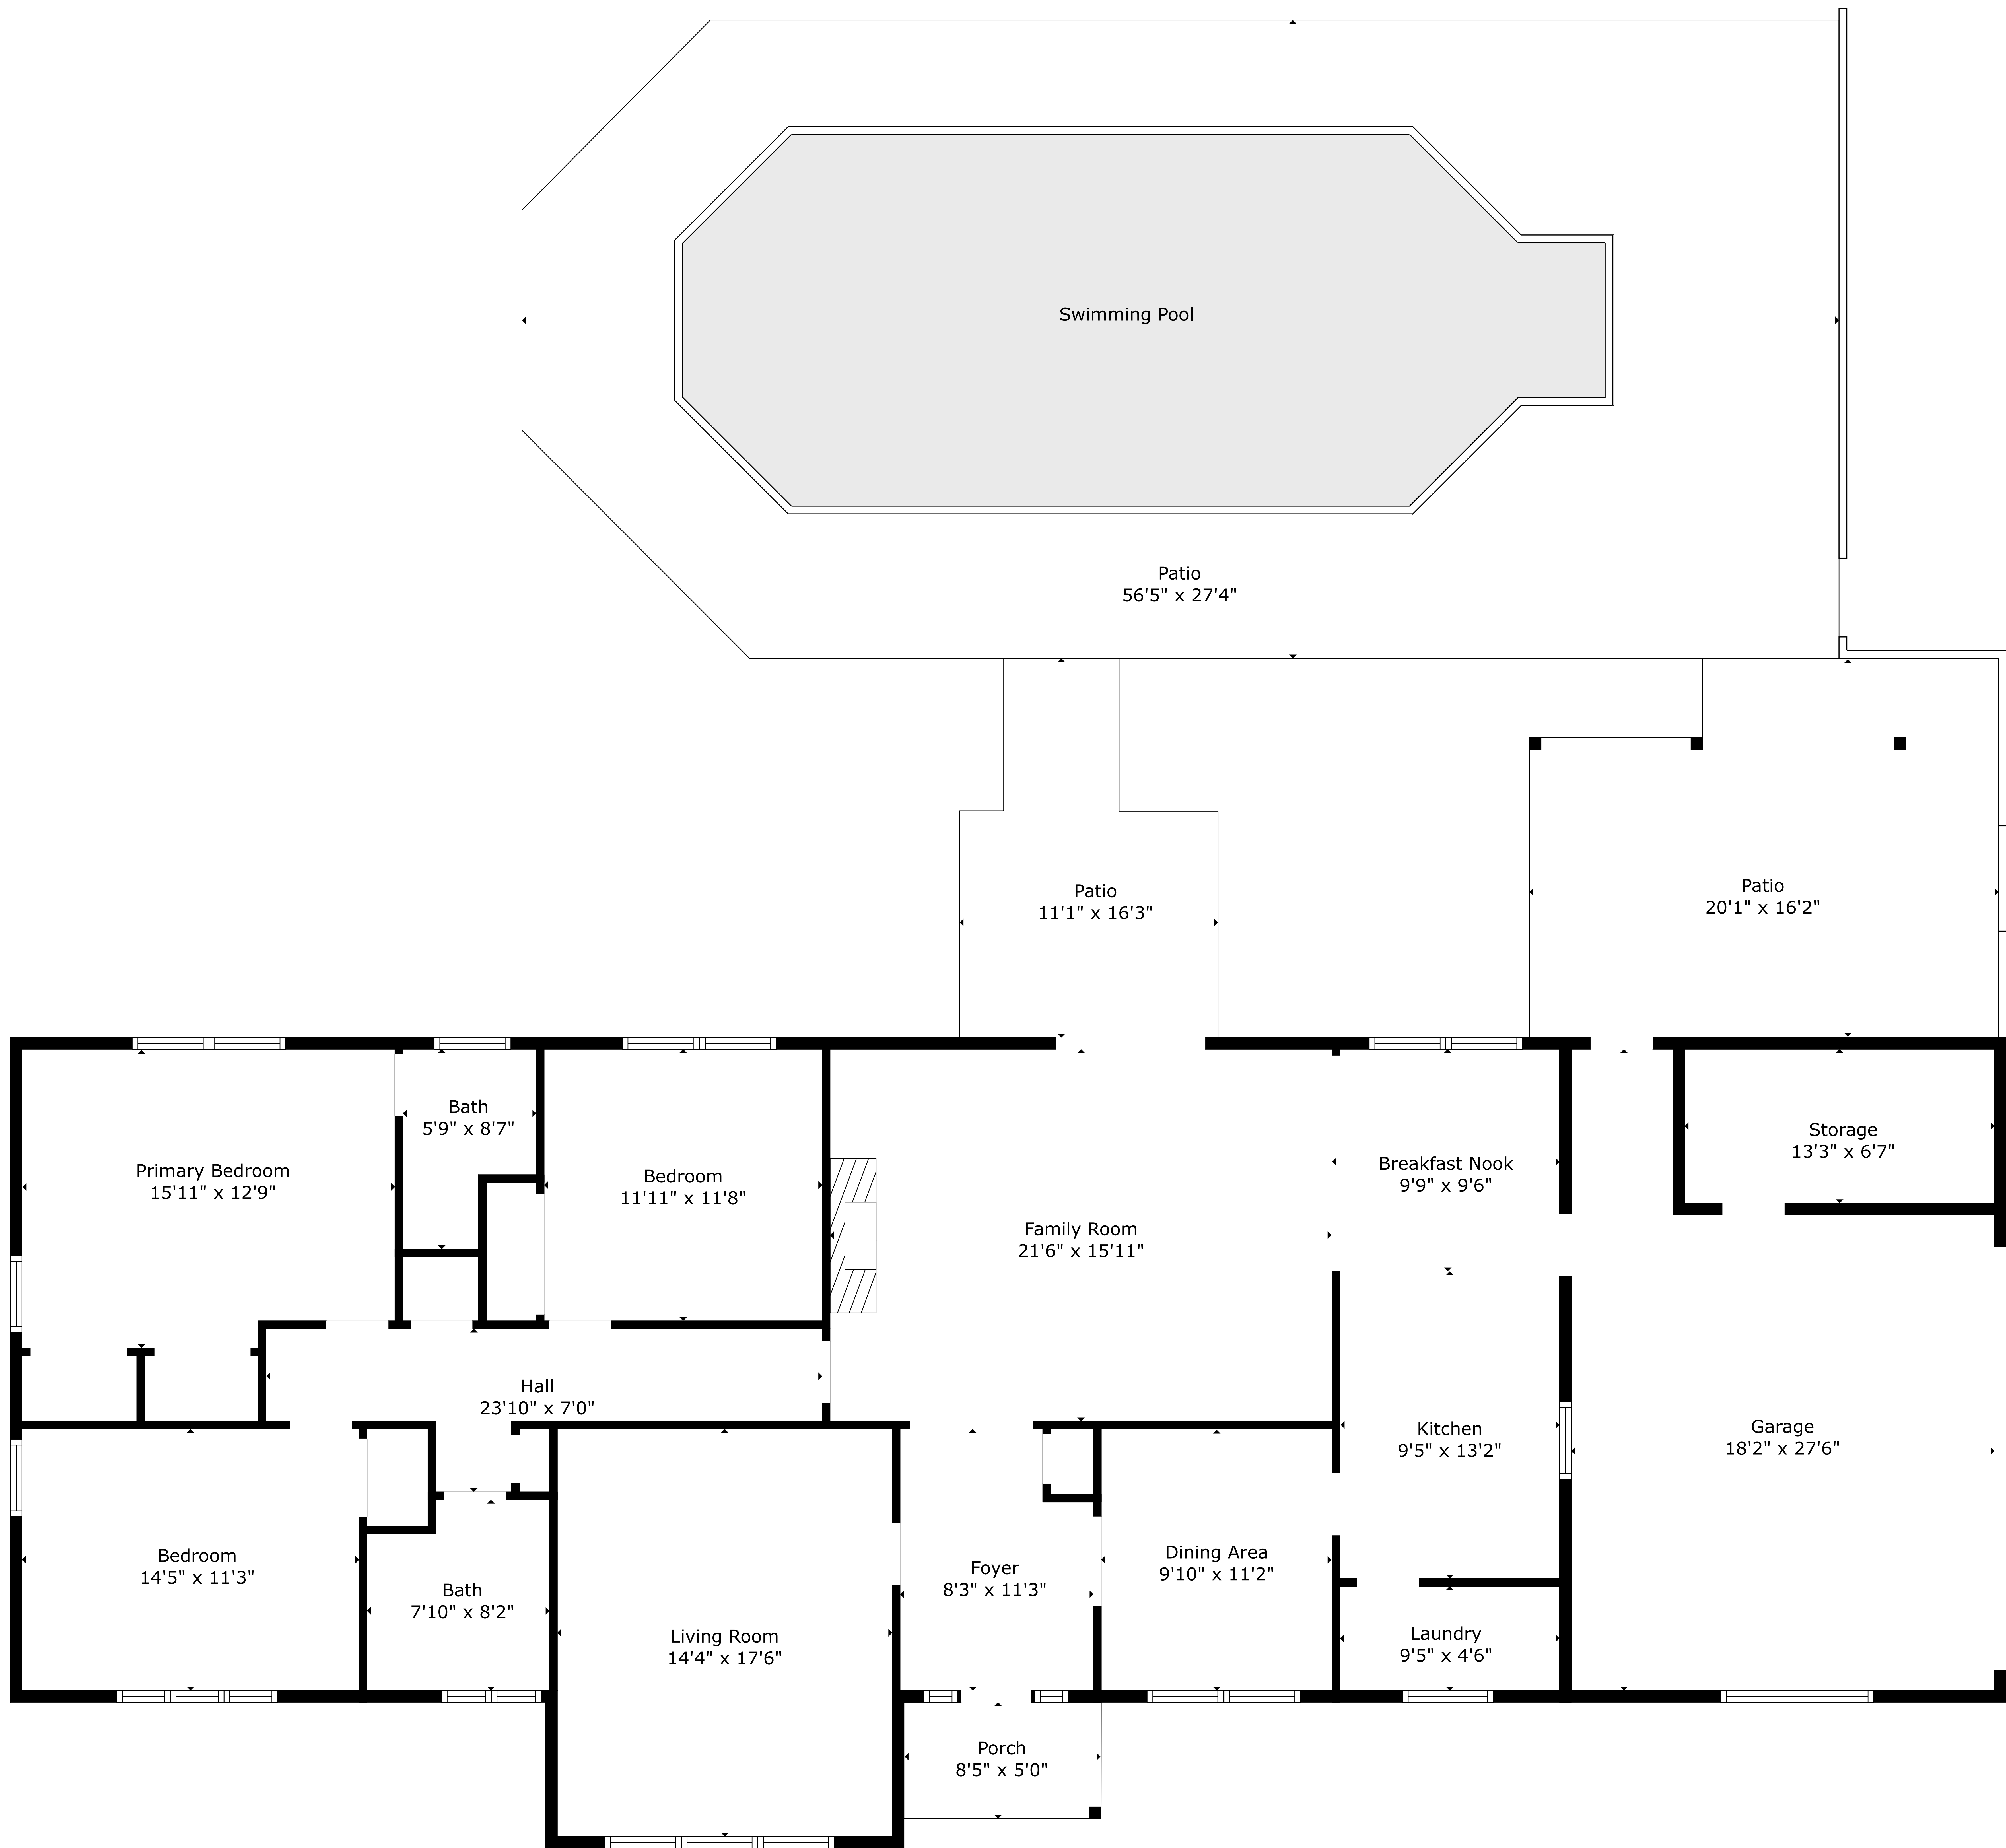 Swimming Pool
Patio
56'5" x 27'4"
Patio
11'1" x 16'3"
Patio
20'1" x 16'2"
Primary Bedroom
15'11" x 12'9"
Bath
5'9" x 8'7"
Bedroom
11'11" x 11'8"
Family Room
21'6" x 15'11"
Breakfast Nook
9'9" x 9'6"
Storage
13'3" x 6'7"
Hall
23'10" x 7'0"
Kitchen
9'5" x 13'2"
Garage
18'2" x 27'6"
Bedroom
14'5" x 11'3"
Bath
7'10" x 8'2"
Living Room
14'4" x 17'6"
Foyer
8'3" x 11'3"
Dining Area
9'10" x 11'2"
Laundry
9'5" x 4'6"
Porch
8'5" x 5'0"